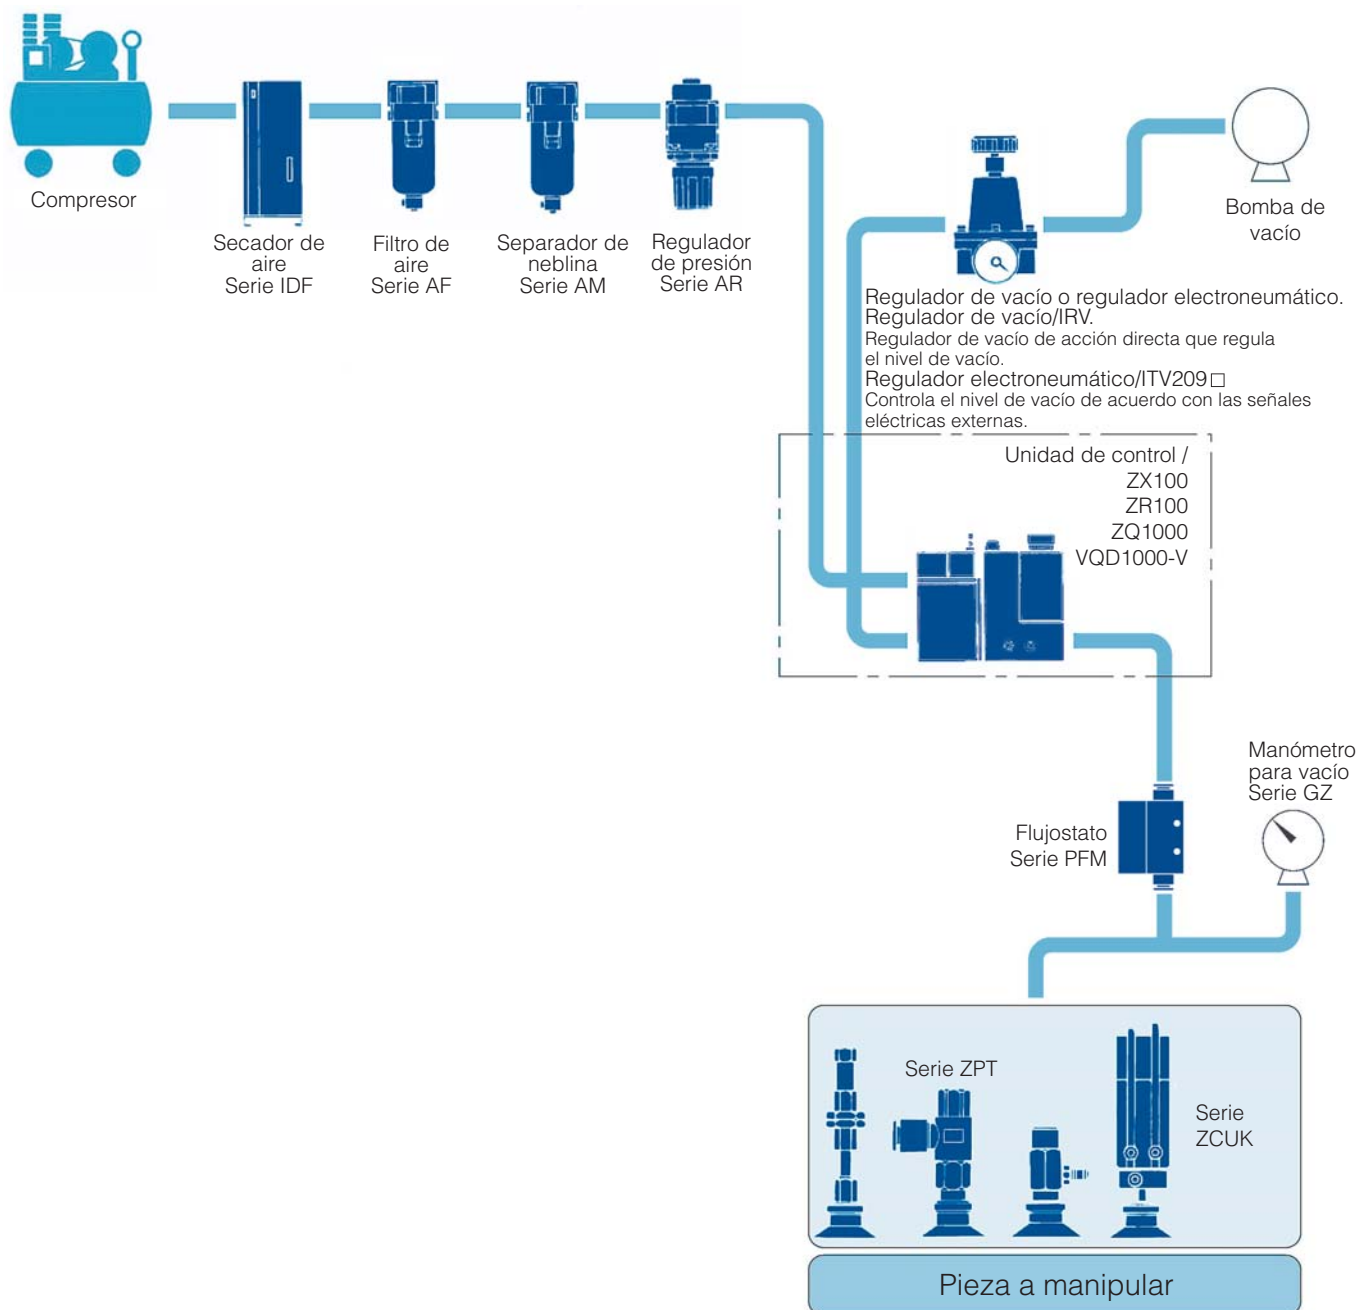 Compresor
Secador de
aire
Serie IDF
Filtro de
aire
Serie AF
Separador de
neblina
Serie AM
Regulador
de presión
Serie AR
Bomba de
vacío
Regulador de vacío o regulador electroneumático.
Regulador de vacío/IRV.
Regulador de vacío de acción directa que regula
el nivel de vacío.
Regulador electroneumático/ITV209□
Controla el nivel de vacío de acuerdo con las señales
eléctricas externas.
Unidad de control /
ZX100
ZR100
ZQ1000
VQD1000-V
Manómetro
para vacío
Serie GZ
Flujostato
Serie PFM
Serie ZPT
Serie
ZCUK
Pieza a manipular